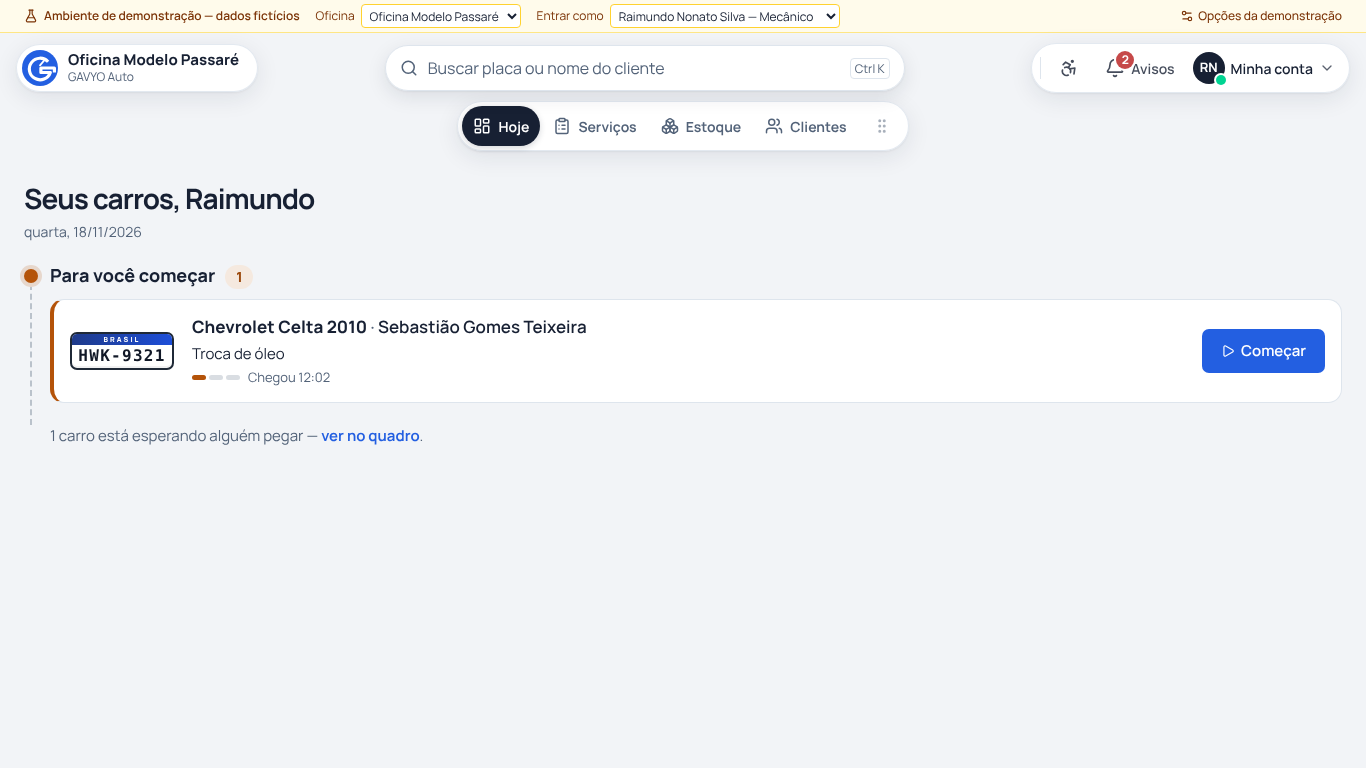 Ambiente de demonstração — dados fictícios Oficina Oficina Modelo Passaré Entrar como Raimundo Nonato Silva — Mecânico Opções da demonstração
Oficina Modelo Passaré
GAVYO Auto
Buscar placa ou nome do cliente Ctrl K
2
Avisos
RN
Minha conta
Hoje Serviços Estoque Clientes
Seus carros, Raimundo
quarta, 18/11/2026
Para você começar 1
BRASIL
HWK-9321
Chevrolet Celta 2010 · Sebastião Gomes Teixeira
Troca de óleo
Chegou 12:02
Começar
1 carro está esperando alguém pegar — ver no quadro.